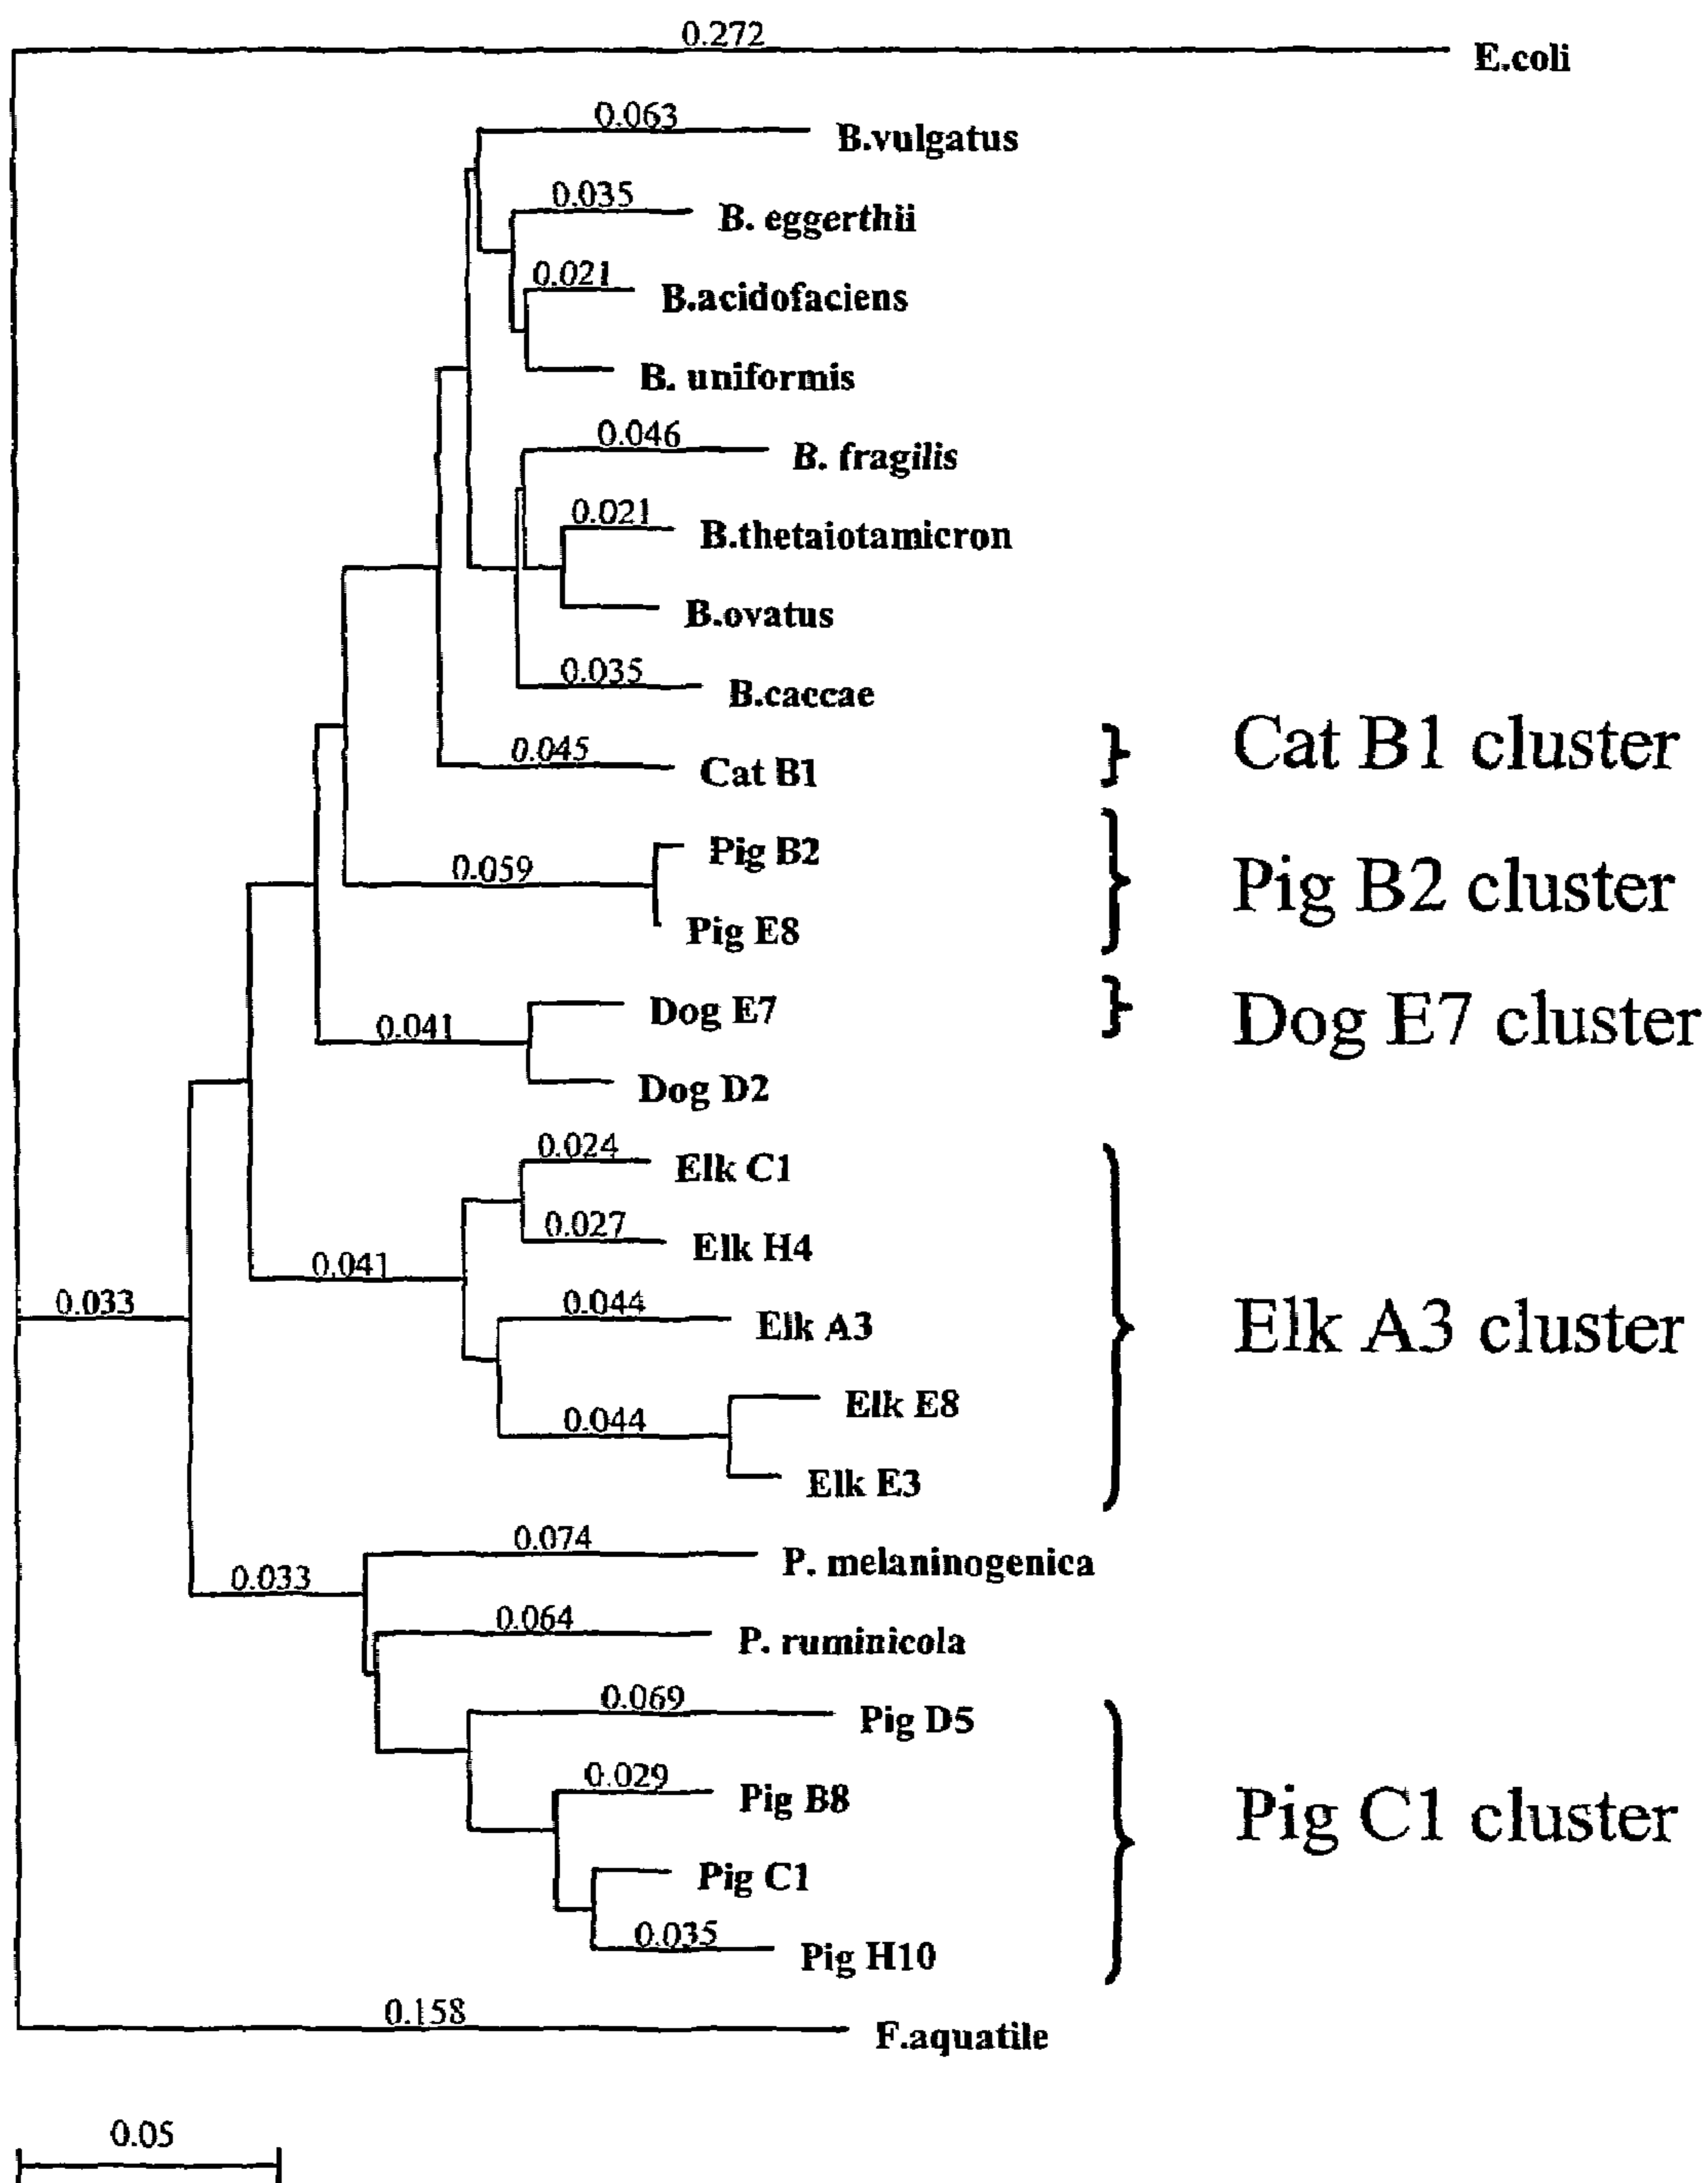 0.272
E.coli
0.063
B.vulgatus
0.035
B. eggerthii
0.021
B.acidofaciens
B. uniformis
0.046
B. fragilis
0.021
B.thetaiotamicron
B.ovatus
0.035
B.caccae
0.045
Cat B1
Cat B1 cluster
Pig B2
0.059
Pig B2 cluster
Pig E8
Dog E7
Dog E7 cluster
0.041
Dog D2
0.024
Elk C1
0.027
Elk H4
0.041
0.033
0.044
Elk A3
Elk A3 cluster
Elk E8
0.044
Elk E3
0.074
P. melaninogenica
0.033
0.064
P. ruminicola
0.069
Pig D5
0.029
Pig B8
Pig C1 cluster
Pig C1
0.035
Pig H10
0.158
F.aquatile
0.05